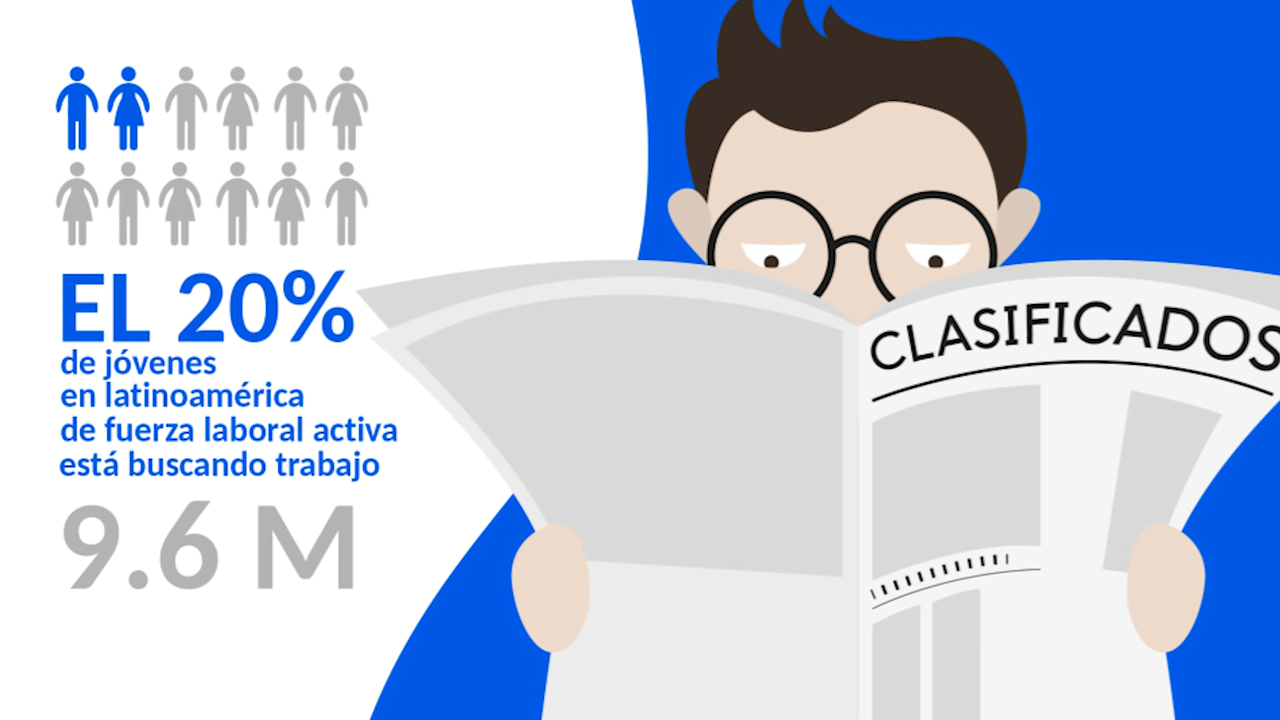 EL 20%
de jóvenes
en latinoamérica
de fuerza laboral activa
está buscando trabajo
9.6 M
CLASIFICADOS